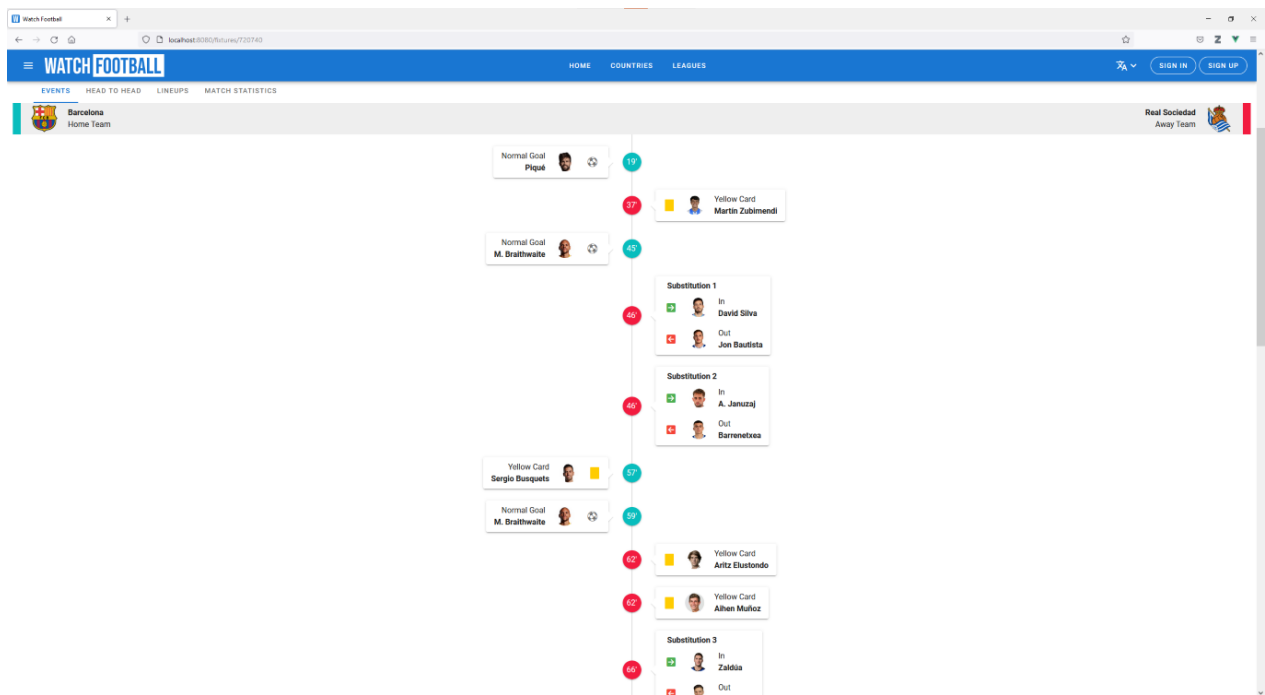 Watch Football
localhost:8080/fixtures/720740
WATCH FOOTBALL
HOME COUNTRIES LEAGUES
SIGN IN SIGN UP
EVENTS HEAD TO HEAD LINEUPS MATCH STATISTICS
Barcelona
Home Team
Real Sociedad
Away Team
Normal Goal
Piqué
19'
37'
Yellow Card
Martín Zubimendi
Normal Goal
M. Braithwaite
45'
Substitution 1
46'
In
David Silva
Out
Jon Bautista
Substitution 2
46'
In
A. Januzaj
Out
Barrenetxea
Yellow Card
Sergio Busquets
57'
Normal Goal
M. Braithwaite
59'
62'
Yellow Card
Aritz Elustondo
62'
Yellow Card
Aihen Muñoz
Substitution 3
66'
In
Zaldúa
Out